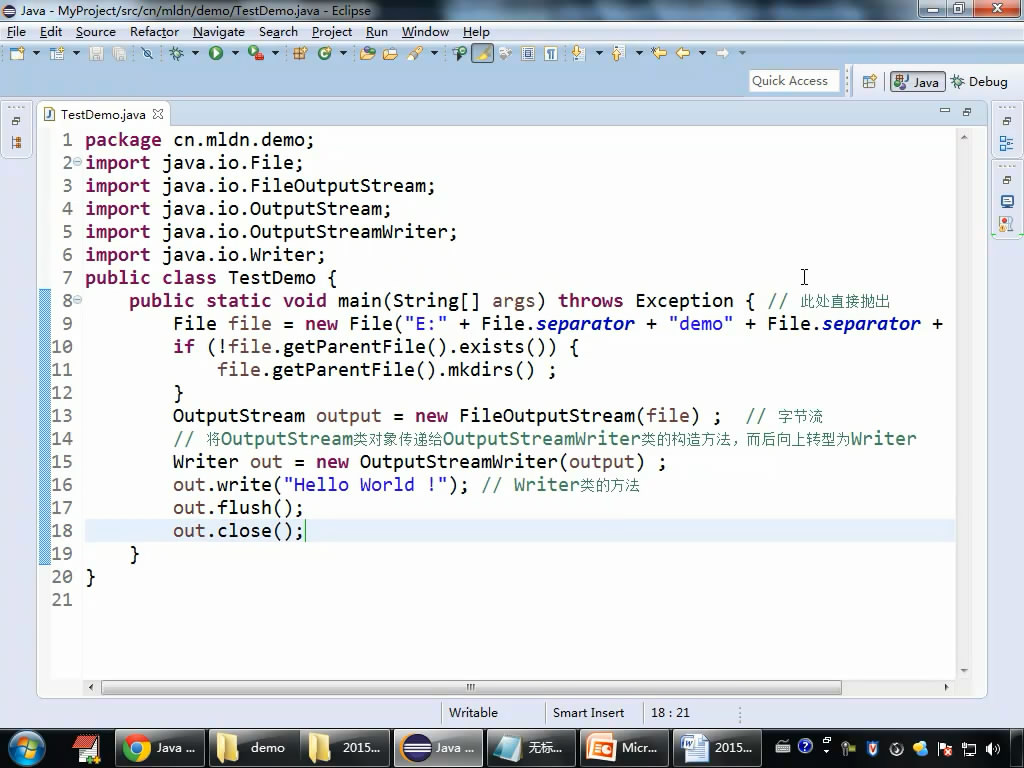 Java - MyProject/src/cn/mldn/demo/TestDemo.java - Eclipse
File Edit Source Refactor Navigate Search Project Run Window Help
Quick Access Java Debug
TestDemo.java
1 package cn.mldn.demo;
2 import java.io.File;
3 import java.io.FileOutputStream;
4 import java.io.OutputStream;
5 import java.io.OutputStreamWriter;
6 import java.io.Writer;
7 public class TestDemo {
8 public static void main(String[] args) throws Exception { // 此处直接抛出
9 File file = new File("E:" + File.separator + "demo" + File.separator +
10 if (!file.getParentFile().exists()) {
11 file.getParentFile().mkdirs() ;
12 }
13 OutputStream output = new FileOutputStream(file) ; // 字节流
14 // 将OutputStream类对象传递给OutputStreamWriter类的构造方法，而后向上转型为Writer
15 Writer out = new OutputStreamWriter(output) ;
16 out.write("Hello World !"); // Writer类的方法
17 out.flush();
18 out.close();
19 }
20 }
21
Writable Smart Insert 18 : 21
Java ... demo 2015... Java ... 无标... Micr... 2015...